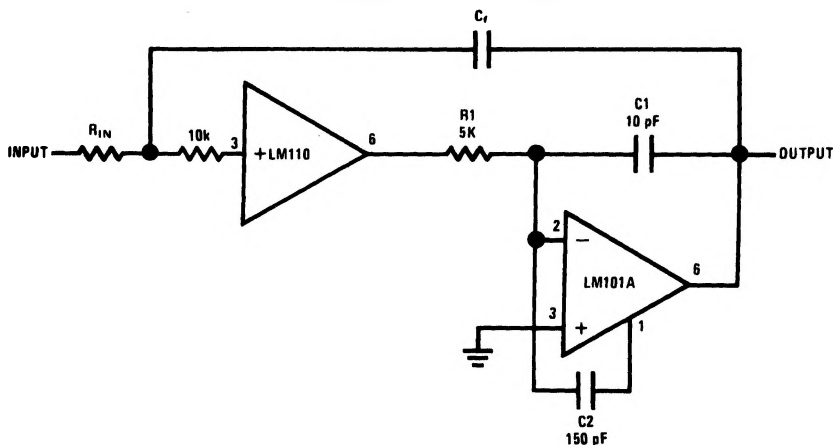 Cf
RIN
10k
3
+LM110
6
R1
5K
C1
10 pF
INPUT
OUTPUT
2
−
LM101A
6
3
+
1
C2
150 pF